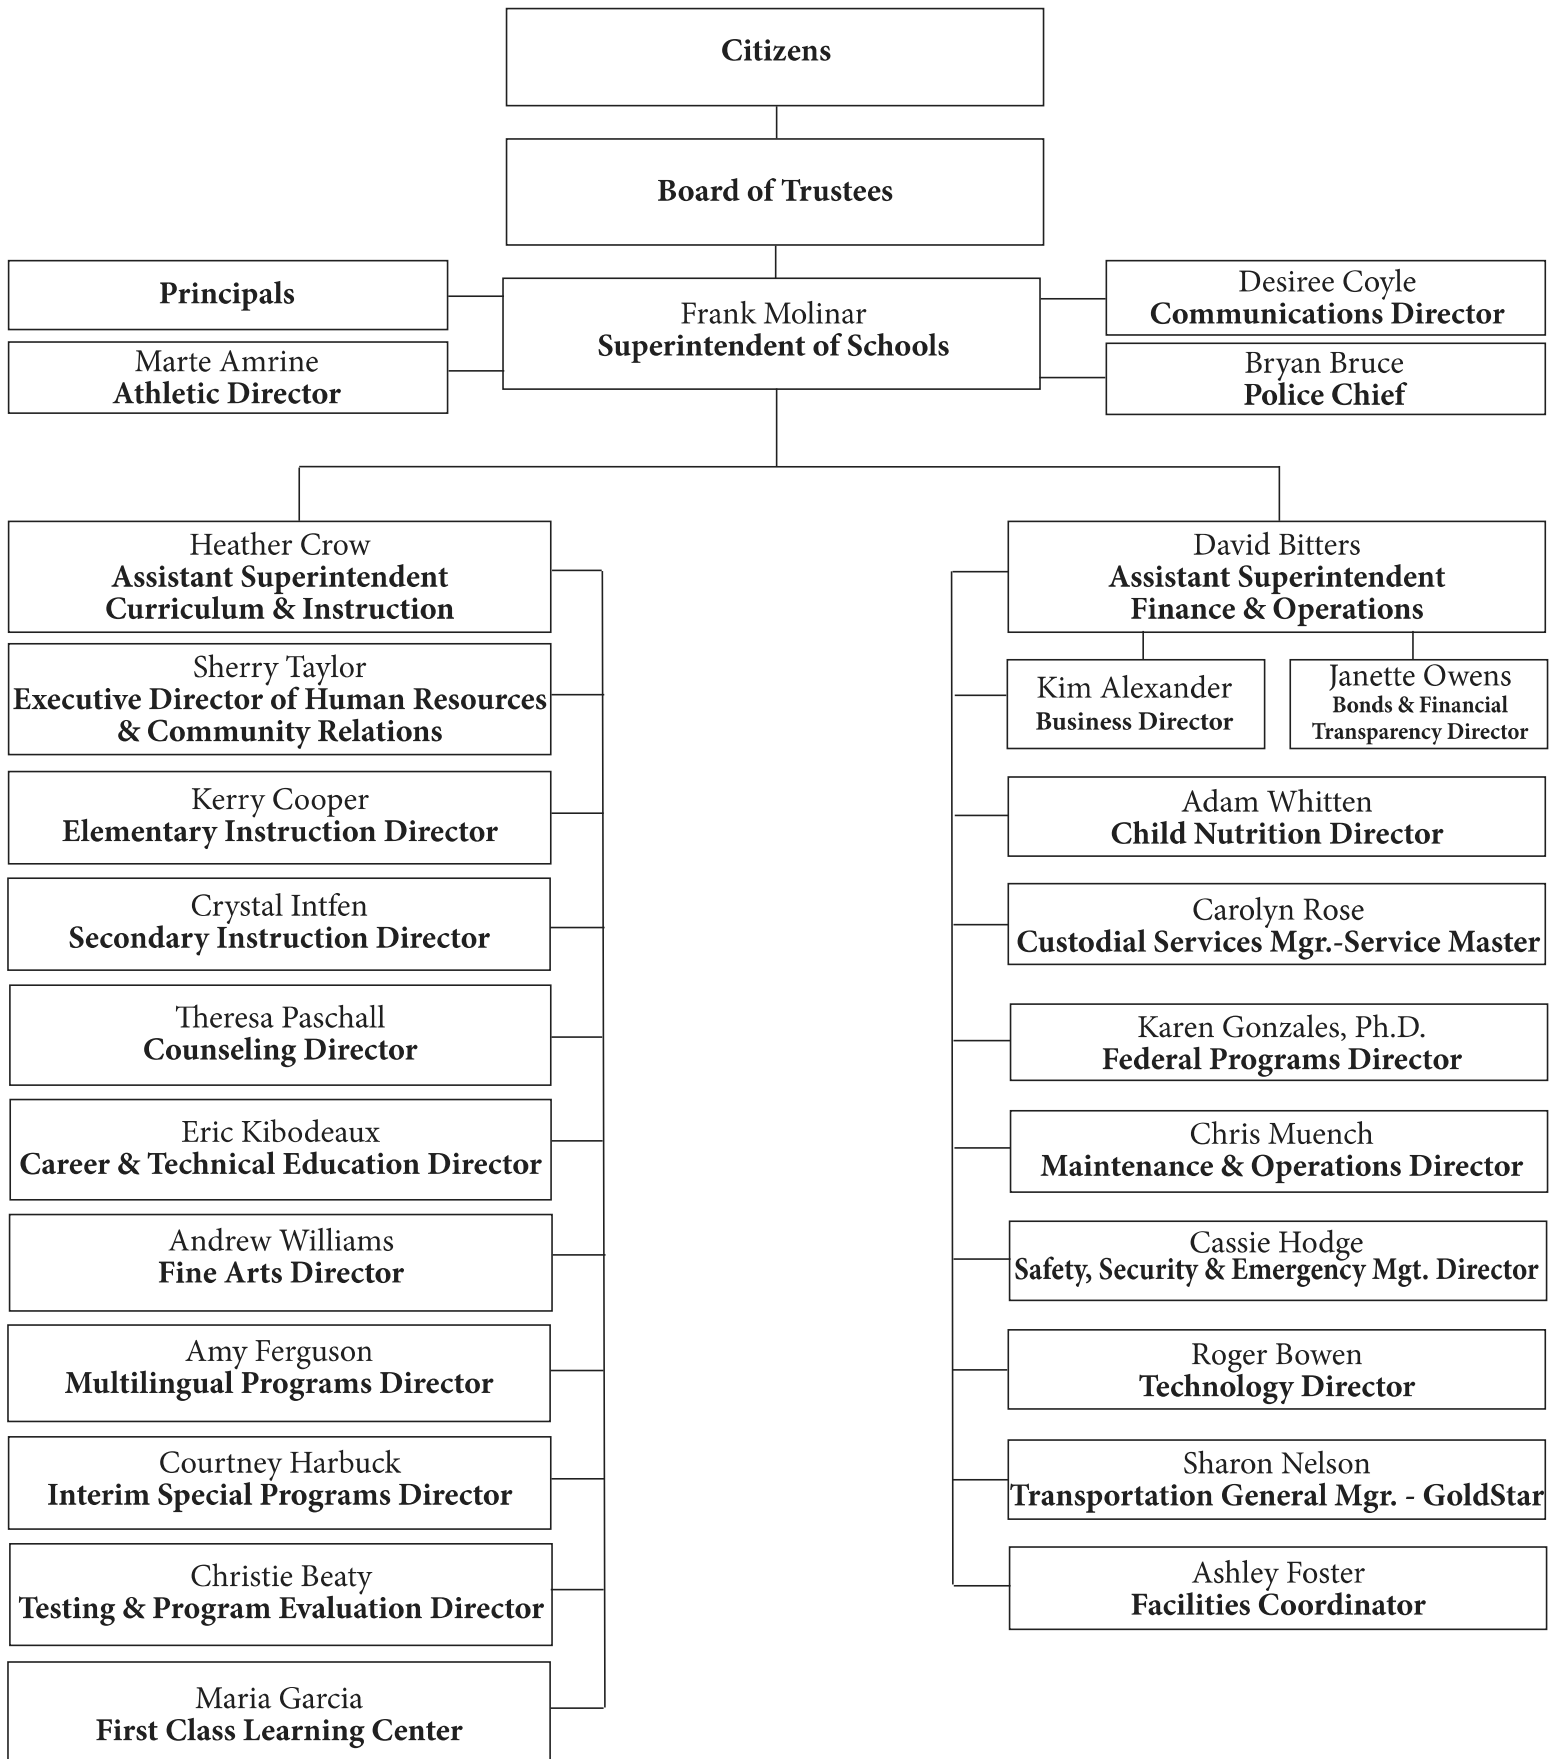 Citizens
Board of Trustees
Principals
Marte Amrine
Athletic Director
Frank Molinar
Superintendent of Schools
Desiree Coyle
Communications Director
Bryan Bruce
Police Chief
Heather Crow
Assistant Superintendent
Curriculum & Instruction
Sherry Taylor
Executive Director of Human Resources
& Community Relations
Kerry Cooper
Elementary Instruction Director
Crystal Intfen
Secondary Instruction Director
Theresa Paschall
Counseling Director
Eric Kibodeaux
Career & Technical Education Director
Andrew Williams
Fine Arts Director
Amy Ferguson
Multilingual Programs Director
Courtney Harbuck
Interim Special Programs Director
Christie Beaty
Testing & Program Evaluation Director
Maria Garcia
First Class Learning Center
David Bitters
Assistant Superintendent
Finance & Operations
Kim Alexander
Business Director
Janette Owens
Bonds & Financial
Transparency Director
Adam Whitten
Child Nutrition Director
Carolyn Rose
Custodial Services Mgr.-Service Master
Karen Gonzales, Ph.D.
Federal Programs Director
Chris Muench
Maintenance & Operations Director
Cassie Hodge
Safety, Security & Emergency Mgt. Director
Roger Bowen
Technology Director
Sharon Nelson
Transportation General Mgr. - GoldStar
Ashley Foster
Facilities Coordinator